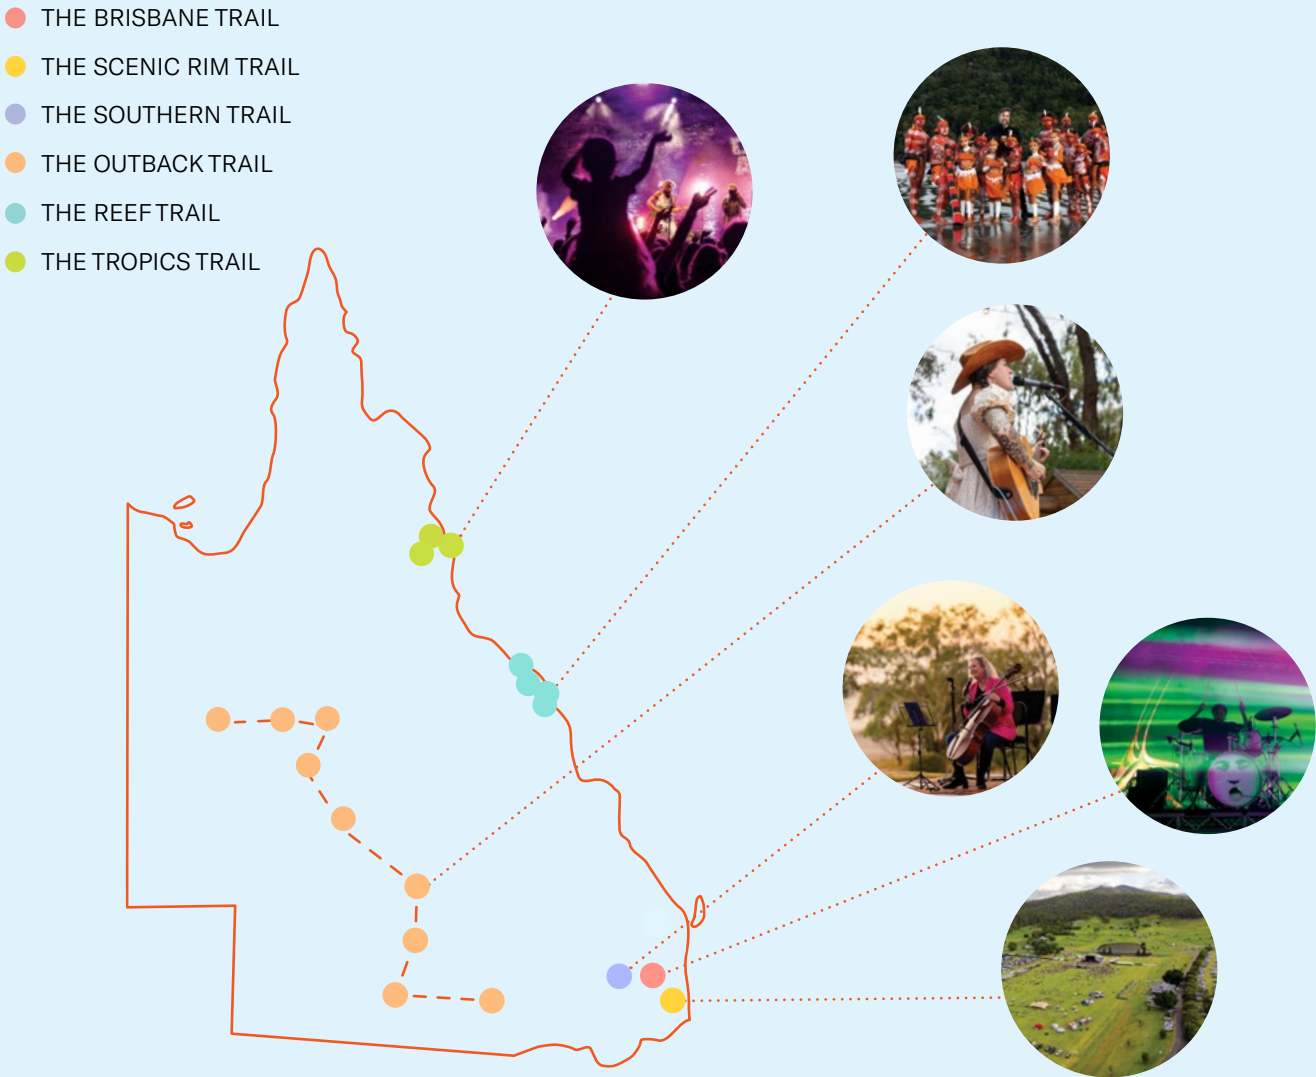 THE BRISBANE TRAIL
THE SCENIC RIM TRAIL
THE SOUTHERN TRAIL
THE OUTBACK TRAIL
THE REEF TRAIL
THE TROPICS TRAIL